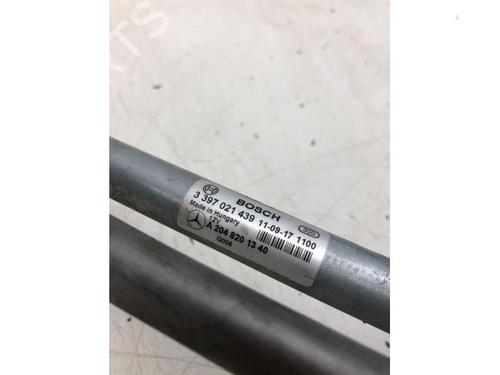 BOSCH
3 397 021 439 11-09-17 1100
Made in Hungary
12V
A 204 820 13 40
Q006